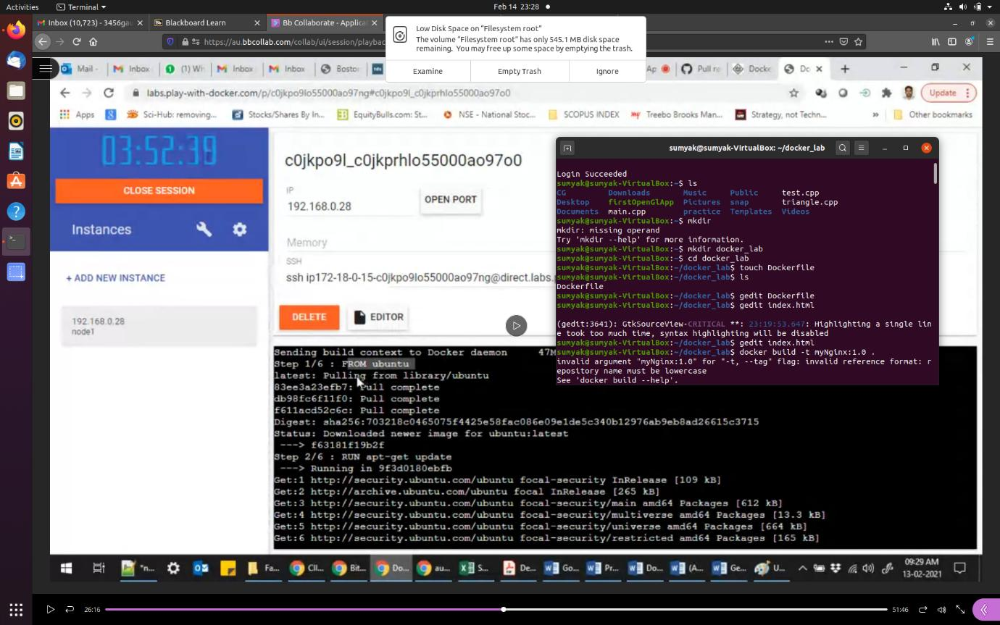 Activities
Terminal
Feb 14 23:28
Inbox (10,723) - 3456gau
Blackboard Learn
Bb Collaborate - Applicat
https://au.bbcollab.com/collab/ui/session/playbac
Low Disk Space on “Filesystem root”
The volume “Filesystem root” has only 545.1 MB disk space
remaining. You may free up some space by emptying the trash.
Examine
Empty Trash
Ignore
Mail -
Inbox
(1) Wh
Inbox
Inbox
Bostor
tds
Ap
Pull re
Docke
Dc
labs.play-with-docker.com/p/c0jkpo9lo55000ao97ng#c0jkpo9l_c0jkprhlo55000ao97o0
Update
Apps
Sci-Hub: removing...
Stocks/Shares By In...
EquityBulls.com: St...
NSE - National Stoc...
SCOPUS INDEX
Treebo Brooks Man...
Strategy, not Techn...
»
Other bookmarks
03:52:39
CLOSE SESSION
Instances
+ ADD NEW INSTANCE
192.168.0.28
node1
c0jkpo9l_c0jkprhlo55000ao97o0
IP
192.168.0.28
OPEN PORT
Memory
SSH
ssh ip172-18-0-15-c0jkpo9lo55000ao97ng@direct.labs.
DELETE
EDITOR
sumyak@sumyak-VirtualBox: ~/docker_lab
Login Succeeded
sumyak@sumyak-VirtualBox:~$ ls
CG Downloads Music Public test.cpp
Desktop firstOpenGlApp Pictures snap triangle.cpp
Documents main.cpp practice Templates Videos
sumyak@sumyak-VirtualBox:~$ mkdir
mkdir: missing operand
Try 'mkdir --help' for more information.
sumyak@sumyak-VirtualBox:~$ mkdir docker_lab
sumyak@sumyak-VirtualBox:~$ cd docker_lab
sumyak@sumyak-VirtualBox:~/docker_lab$ touch Dockerfile
sumyak@sumyak-VirtualBox:~/docker_lab$ ls
Dockerfile
sumyak@sumyak-VirtualBox:~/docker_lab$ gedit Dockerfile
sumyak@sumyak-VirtualBox:~/docker_lab$ gedit index.html
(gedit:3641): GtkSourceView-CRITICAL **: 23:19:53.647: Highlighting a single lin
e took too much time, syntax highlighting will be disabled
sumyak@sumyak-VirtualBox:~/docker_lab$ gedit index.html
sumyak@sumyak-VirtualBox:~/docker_lab$ docker build -t myNginx:1.0 .
invalid argument "myNginx:1.0" for "-t, --tag" flag: invalid reference format: r
epository name must be lowercase
See 'docker build --help'.
Sending build context to Docker daemon 47M
Step 1/6 : FROM ubuntu
latest: Pulling from library/ubuntu
83ee3a23efb7: Pull complete
db98fc6f11f0: Pull complete
f611acd52c6c: Pull complete
Digest: sha256:703218c0465075f4425e58fac086e09e1de5c340b12976ab9eb8ad26615c3715
Status: Downloaded newer image for ubuntu:latest
---> f63181f19b2f
Step 2/6 : RUN apt-get update
---> Running in 9f3d0180ebfb
Get:1 http://security.ubuntu.com/ubuntu focal-security InRelease [109 kB]
Get:2 http://archive.ubuntu.com/ubuntu focal InRelease [265 kB]
Get:3 http://security.ubuntu.com/ubuntu focal-security/main amd64 Packages [612 kB]
Get:4 http://security.ubuntu.com/ubuntu focal-security/multiverse amd64 Packages [13.3 kB]
Get:5 http://security.ubuntu.com/ubuntu focal-security/universe amd64 Packages [664 kB]
Get:6 http://security.ubuntu.com/ubuntu focal-security/restricted amd64 Packages [165 kB]
*n...
Fa...
Cli...
Bit...
Do...
au...
S...
De...
Go...
Pr...
Do...
(A...
Ge...
U...
09:29 AM
13-02-2021
26:16
51:46